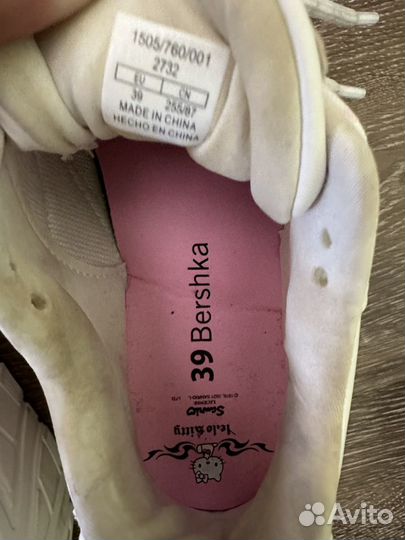 1505/760/001
2732
EU CN
39 255/87
MADE IN CHINA
HECHO EN CHINA
39 Bershka
LICENSE
Sanrio
Hello Kitty
Avito